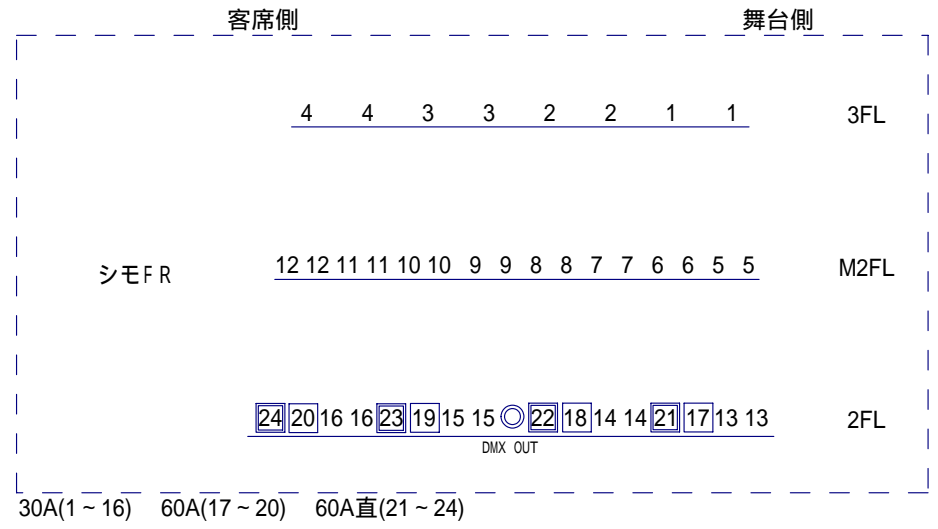 客席側 舞台側
4 4 3 3 2 2 1 1 3FL
シモFR 12 12 11 11 10 10 9 9 8 8 7 7 6 6 5 5 M2FL
24 20 16 16 23 19 15 15 ◎ 22 18 14 14 21 17 13 13 2FL
DMX OUT
30A(1~16) 60A(17~20) 60A直(21~24)